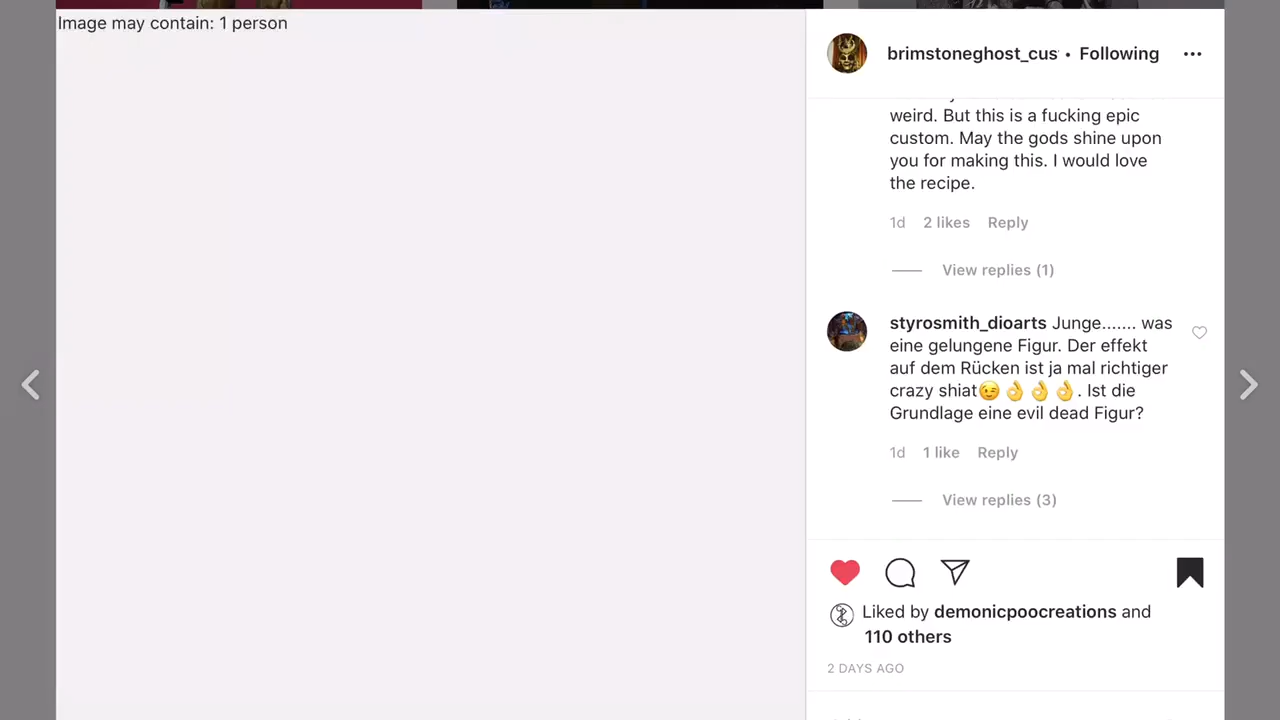 Image may contain: 1 person
brimstoneghost_cus • Following
weird. But this is a fucking epic
custom. May the gods shine upon
you for making this. I would love
the recipe.
1d 2 likes Reply
View replies (1)
styrosmith_dioarts Junge....... was
eine gelungene Figur. Der effekt
auf dem Rücken ist ja mal richtiger
crazy shiat😉👌👌👌. Ist die
Grundlage eine evil dead Figur?
1d 1 like Reply
View replies (3)
Liked by demonicpoocreations and
110 others
2 DAYS AGO